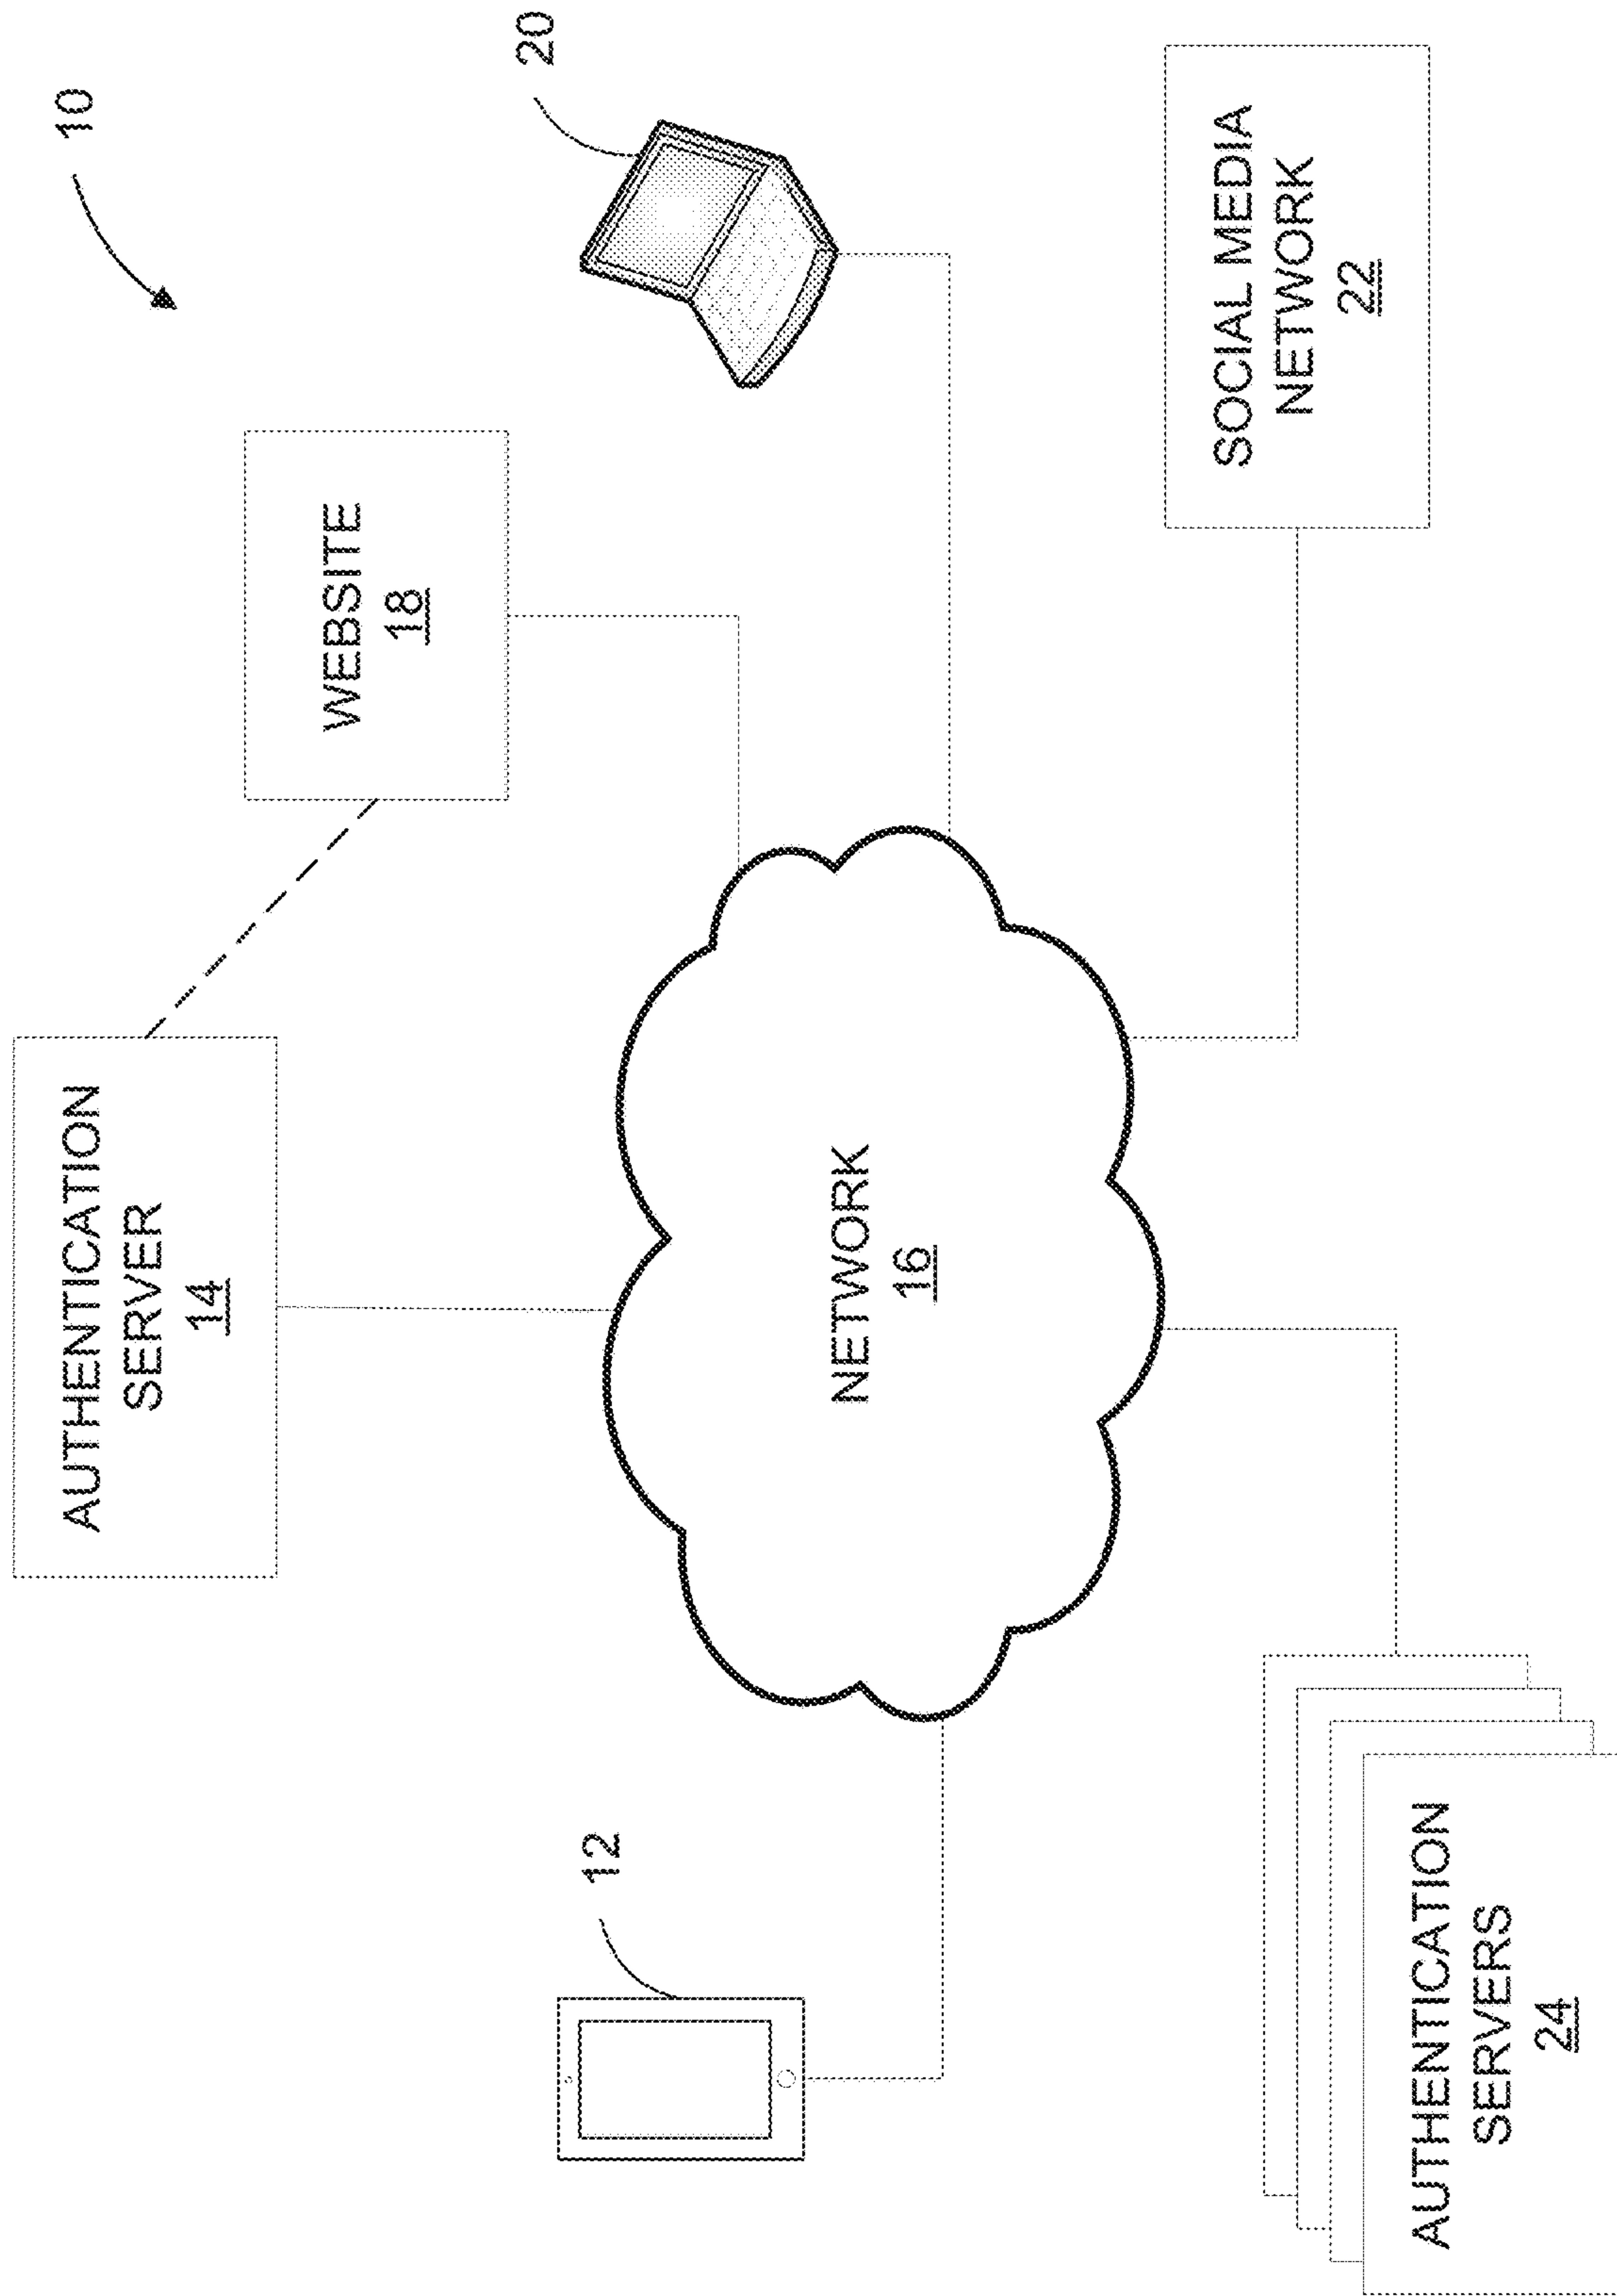 10
AUTHENTICATION
SERVER
14
WEBSITE
18
20
12
NETWORK
16
AUTHENTICATION
SERVERS
24
SOCIAL MEDIA
NETWORK
22